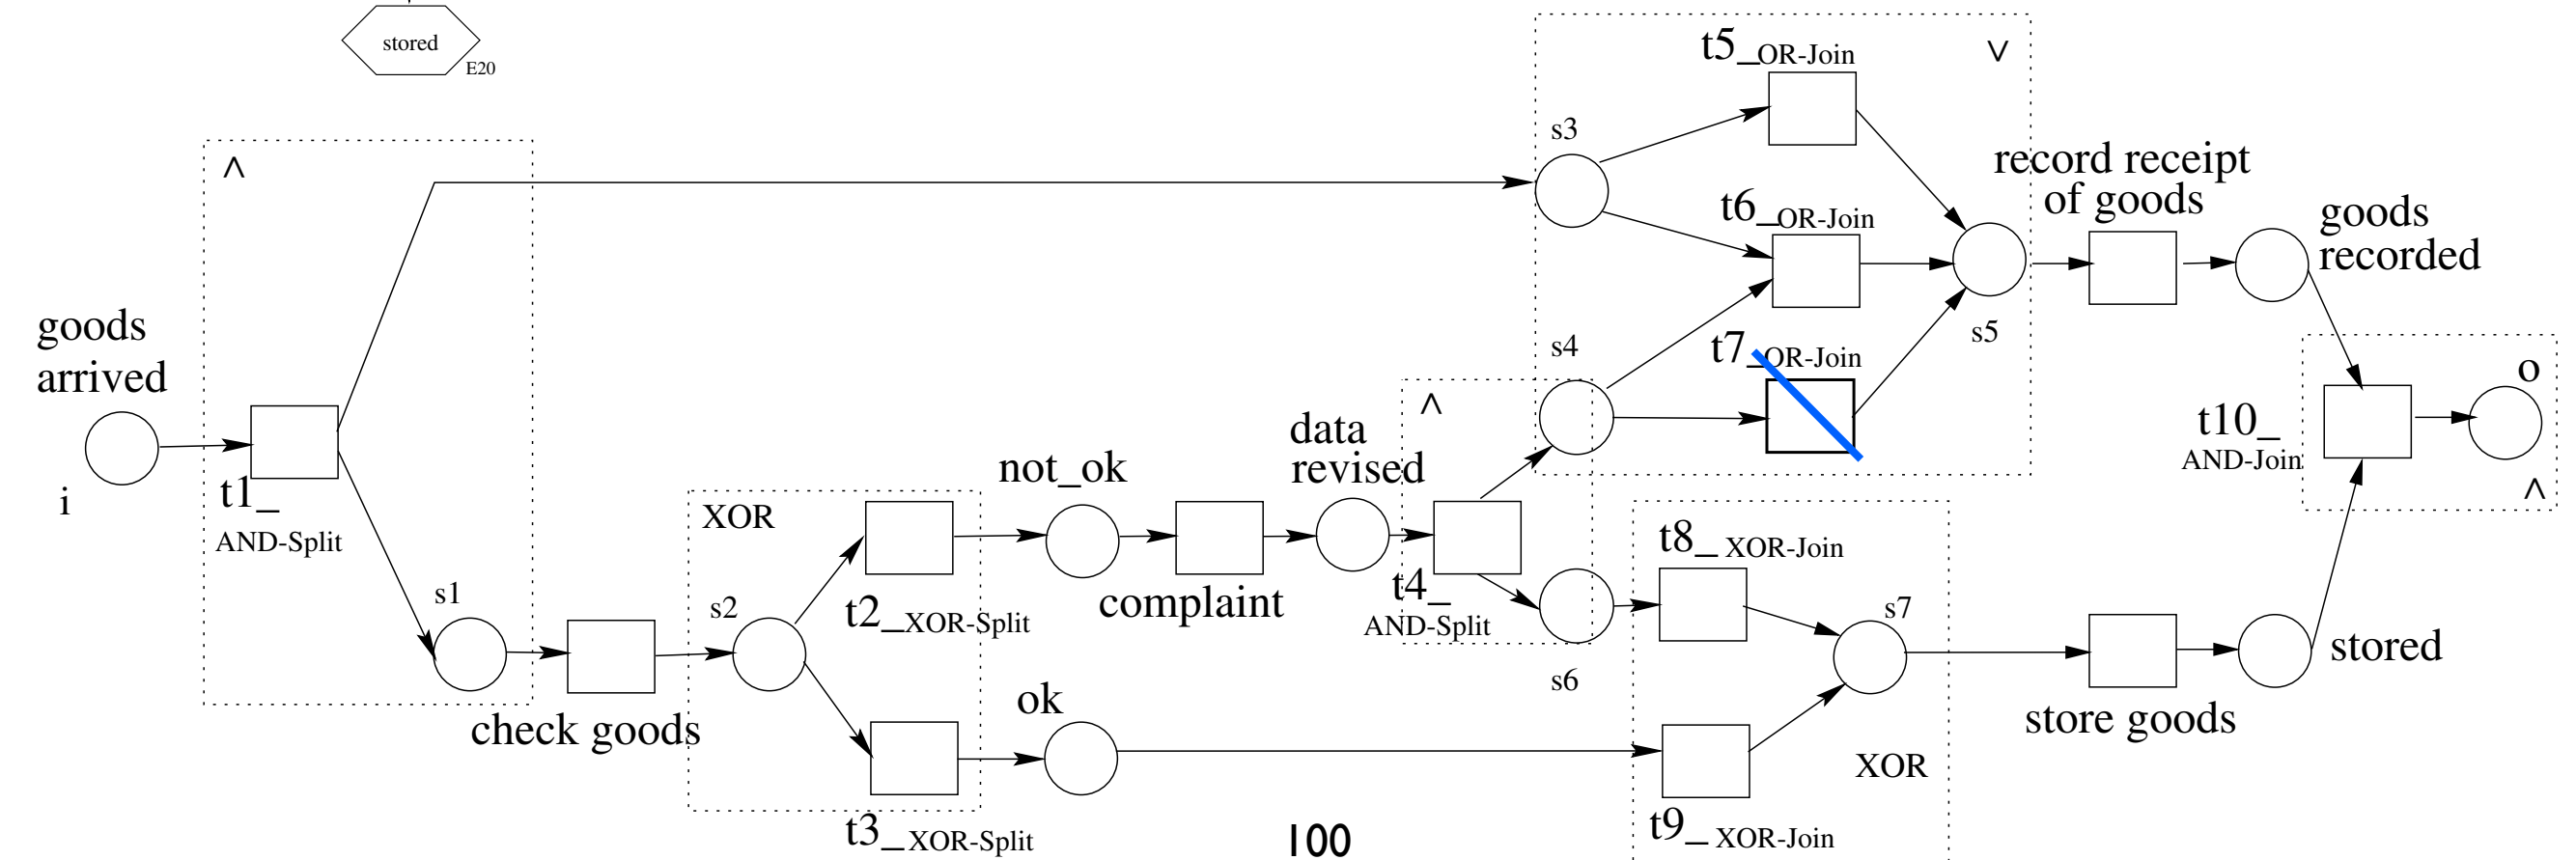 stored
E20
t5_OR-Join
∨
s3
^
record receipt
of goods
t6_OR-Join
goods
recorded
goods
arrived
s5
s4
t7_OR-Join
o
^
data
revised
t10_
AND-Join
not_ok
^
i
t1_
AND-Split
XOR
t8_ XOR-Join
s1
s2
t2_XOR-Split
complaint
t4_
AND-Split
s7
stored
s6
ok
check goods
store goods
XOR
t3_XOR-Split
100
t9_ XOR-Join